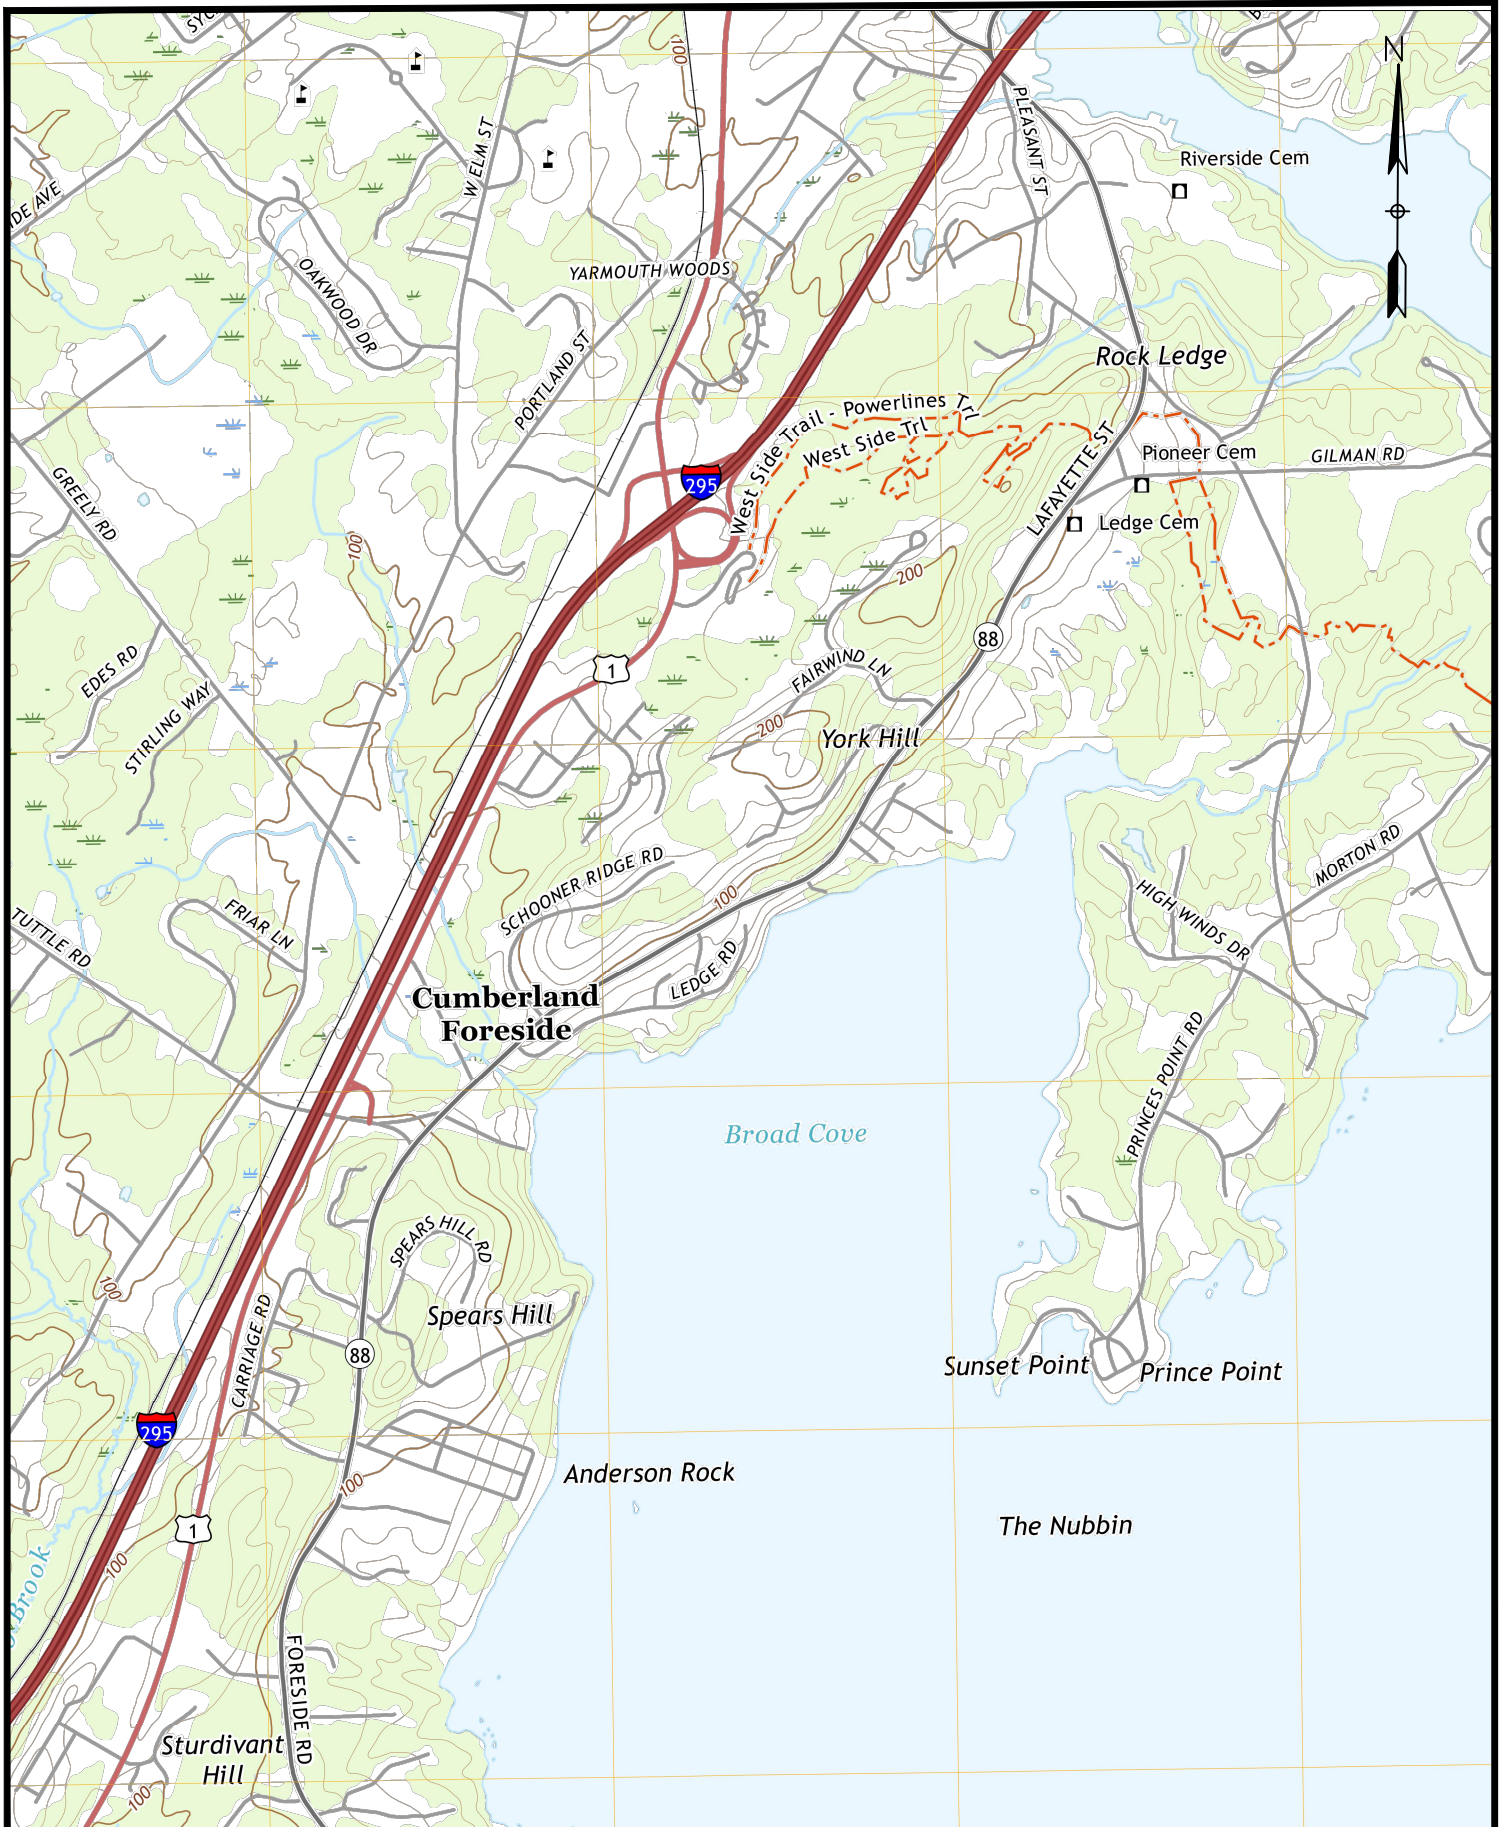 N
100
PLEASANT ST
W ELM ST
Riverside Cem
OAKWOOD DR
YARMOUTH WOODS
PORTLAND ST
Rock Ledge
West Side Trail - Powerlines Trl
West Side Trl
LAFAYETTE ST
Pioneer Cem
GILMAN RD
GREELY RD
295
Ledge Cem
100
200
88
EDES RD
FAIRWIND LN
1
STIRLING WAY
200
York Hill
SCHOONER RIDGE RD
MORTON RD
100
HIGH WINDS DR
FRIAR LN
TUTTLE RD
LEDGE RD
Cumberland
Foreside
PRINCES POINT RD
Broad Cove
SPEARS HILL RD
100
Spears Hill
CARRIAGE RD
88
Sunset Point
Prince Point
295
Anderson Rock
100
The Nubbin
1
100
Brook
FORESIDE RD
Sturdivant
Hill
100